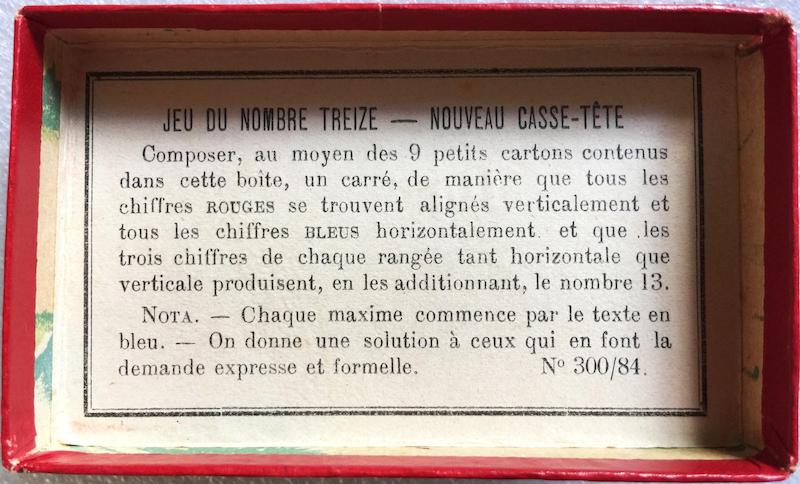 JEU DU NOMBRE TREIZE — NOUVEAU CASSE-TÊTE
Composer, au moyen des 9 petits cartons contenus
dans cette boîte, un carré, de manière que tous les
chiffres ROUGES se trouvent alignés verticalement et
tous les chiffres BLEUS horizontalement. et que les
trois chiffres de chaque rangée tant horizontale que
verticale produisent, en les additionnant, le nombre 13.
NOTA. — Chaque maxime commence par le texte en
bleu. — On donne une solution à ceux qui en font la
demande expresse et formelle. Nº 300/84.